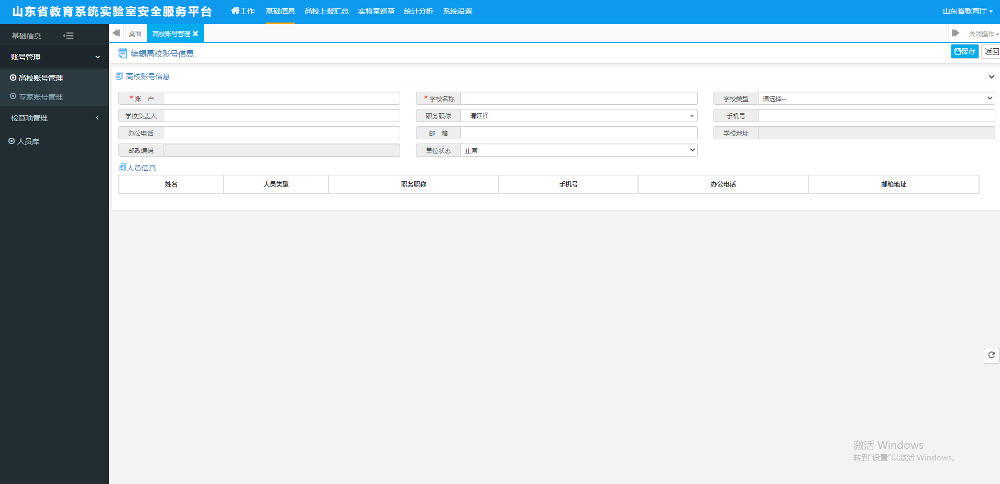 山东省教育系统实验室安全服务平台 工作 基础信息 高校上报汇总 实验室巡查 统计分析 系统设置 山东省教育厅
基础信息 桌面 高校账号管理 关闭操作
账号管理
高校账号管理
专家账号管理
检查项管理
人员库
编辑高校账号信息 保存 返回
高校账号信息
*账 户 *学校名称 学校类型 请选择--
学校负责人 职务职称 --请选择-- 手机号
办公电话 邮 箱 学校地址
邮政编码 单位状态 正常
人员信息
姓名 人员类型 职务职称 手机号 办公电话 邮箱地址
激活 Windows
转到"设置"以激活 Windows。